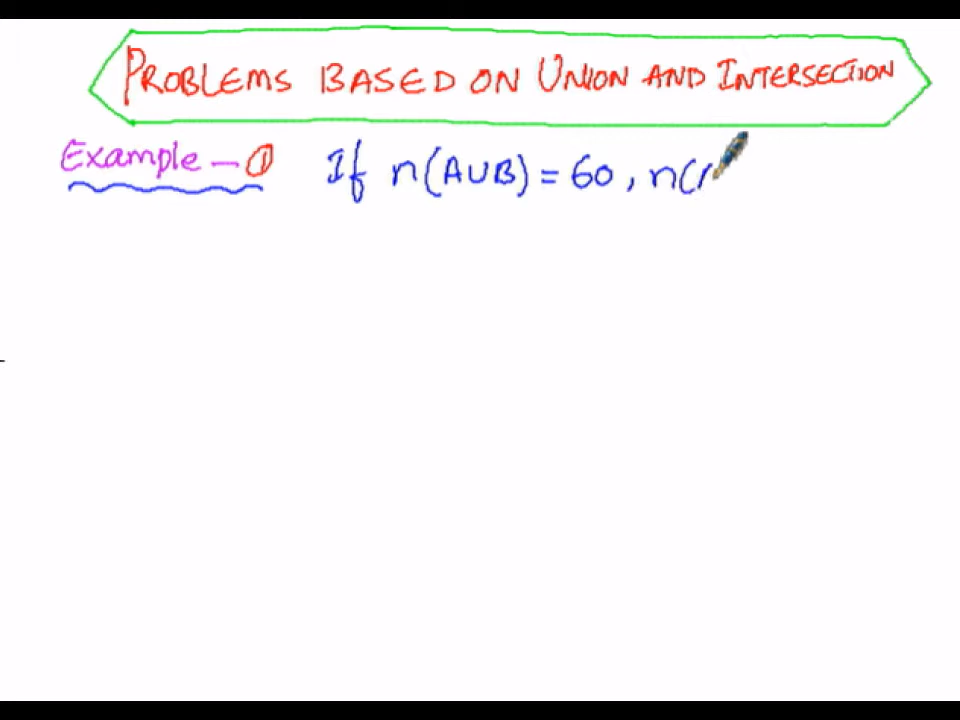 PROBLEMS BASED ON UNION AND INTERSECTION
Example - 1 If n(AUB) = 60, n(